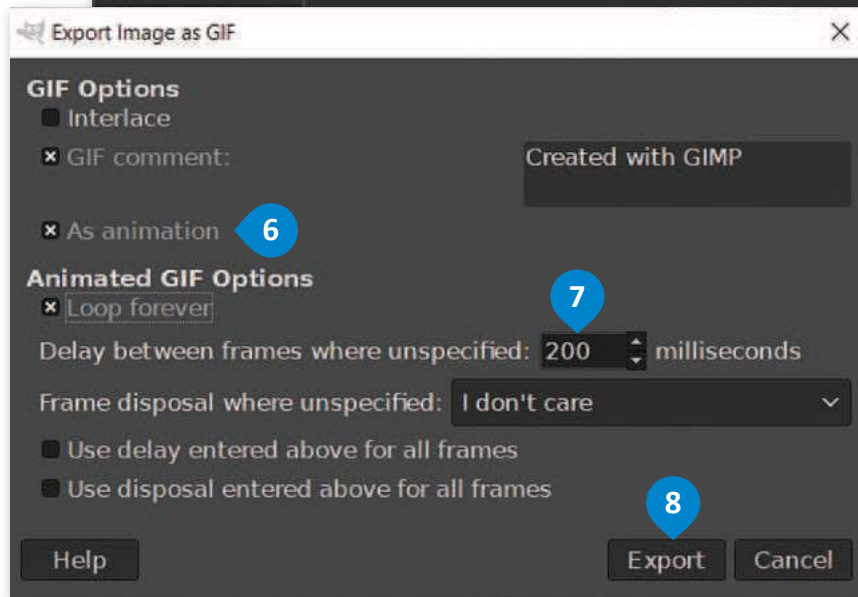 Export Image as GIF
GIF Options
Interlace
GIF comment: Created with GIMP
As animation 6
Animated GIF Options
Loop forever
7
Delay between frames where unspecified: 200 milliseconds
Frame disposal where unspecified: I don't care
Use delay entered above for all frames
Use disposal entered above for all frames
8
Help Export Cancel